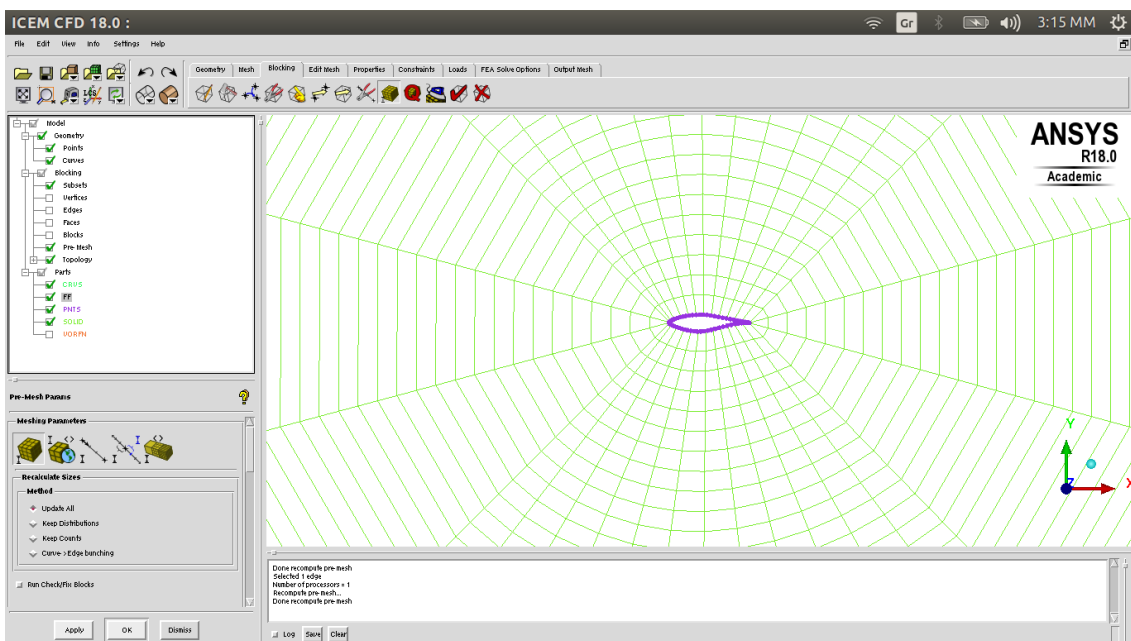 ICEM CFD 18.0 :
Gr
3:15 MM
File Edit View Info Settings Help
Geometry Mesh Blocking Edit Mesh Properties Constraints Loads FEA Solve Options Output Mesh
LCS
Model
Geometry
Points
Curves
Blocking
Subsets
Vertices
Edges
Faces
Blocks
Pre-Mesh
Topology
Parts
CRVS
FF
PNTS
SOLID
VORFN
Pre-Mesh Params
Meshing Parameters
Recalculate Sizes
Method
Update All
Keep Distributions
Keep Counts
Curve->Edge bunching
Run Check/Fix Blocks
Apply OK Dismiss
ANSYS
R18.0
Academic
Y
Z
X
Done recompute pre-mesh
Selected 1 edge
Number of processors = 1
Recompute pre-mesh...
Done recompute pre-mesh
Log Save Clear